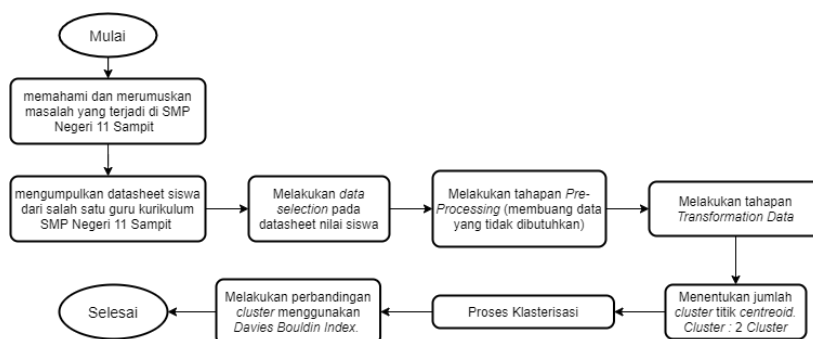 Mulai
memahami dan merumuskan
masalah yang terjadi di SMP
Negeri 11 Sampit
mengumpulkan datasheet siswa
dari salah satu guru kurikulum
SMP Negeri 11 Sampit
Melakukan data
selection pada
datasheet nilai siswa
Melakukan tahapan Pre-
Processing (membuang data
yang tidak dibutuhkan)
Melakukan tahapan
Transformation Data
Menentukan jumlah
cluster titik centreoid.
Cluster : 2 Cluster
Proses Klasterisasi
Melakukan perbandingan
cluster menggunakan
Davies Bouldin Index.
Selesai